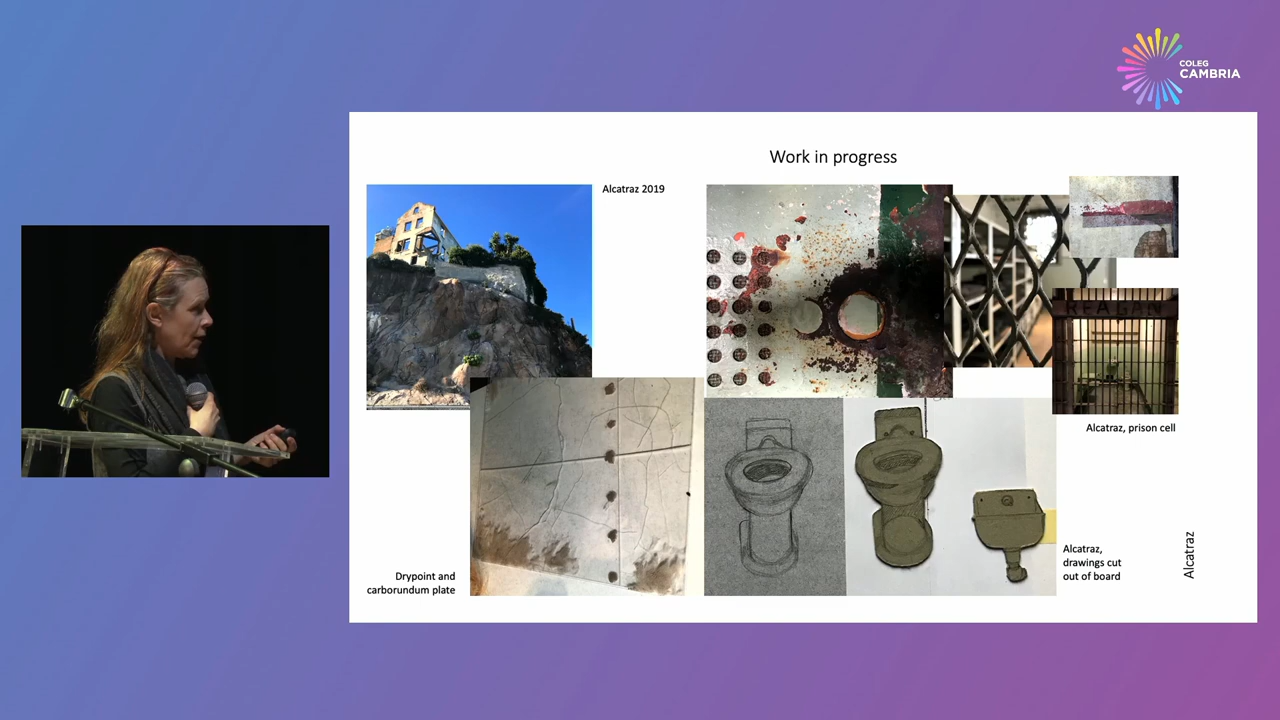 COLEG
CAMBRIA
Work in progress
Alcatraz 2019
REAGAN
Alcatraz, prison cell
Alcatraz,
drawings cut
out of board
Alcatraz
Drypoint and
carborundum plate